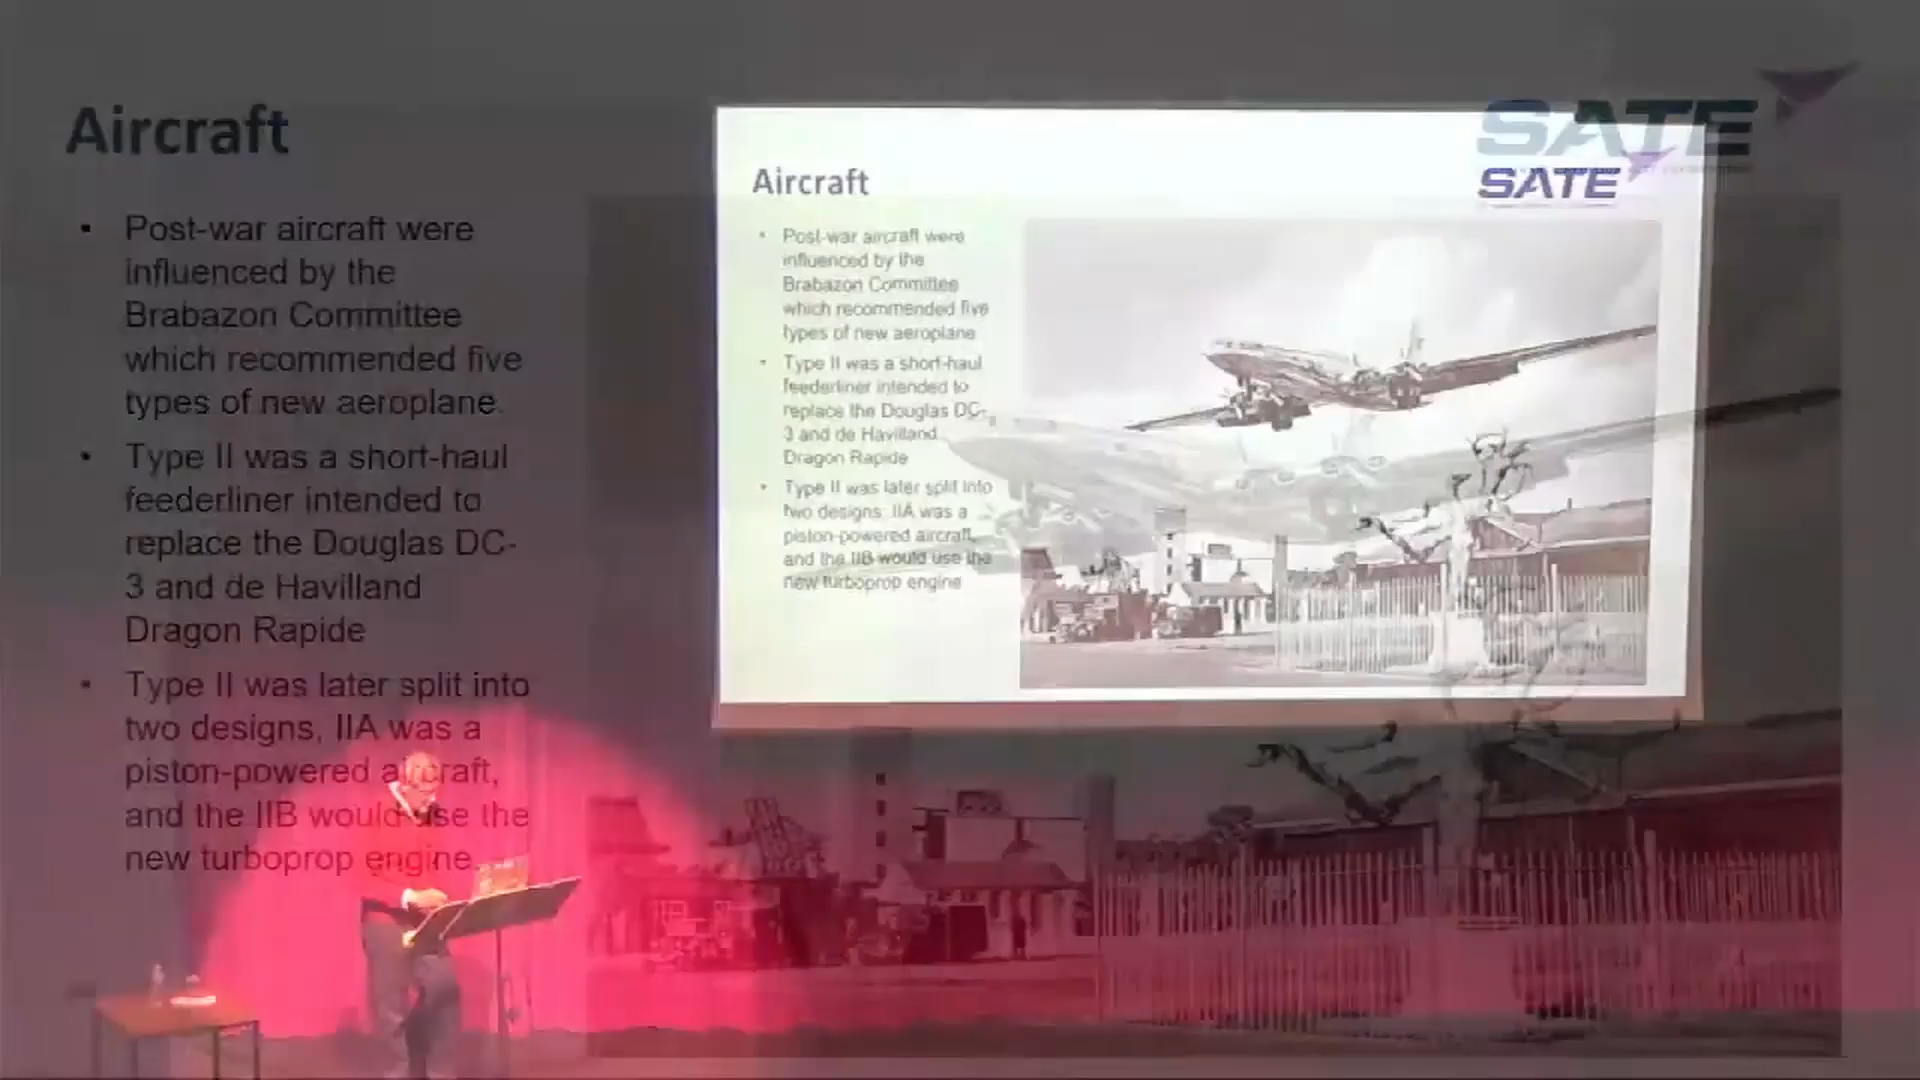 Aircraft
SATE
• Post-war aircraft were
influenced by the
Brabazon Committee
which recommended five
types of new aeroplane.
• Type II was a short-haul
feederliner intended to
replace the Douglas DC-
3 and de Havilland
Dragon Rapide
• Type II was later split into
two designs, IIA was a
piston-powered aircraft,
and the IIB would use the
new turboprop engine.
Aircraft
SATE
• Post-war aircraft were
influenced by the
Brabazon Committee
which recommended five
types of new aeroplane
• Type II was a short-haul
feederliner intended to
replace the Douglas DC-
3 and de Havilland
Dragon Rapide
• Type II was later split into
two designs, IIA was a
piston-powered aircraft,
and the IIB would use the
new turboprop engine